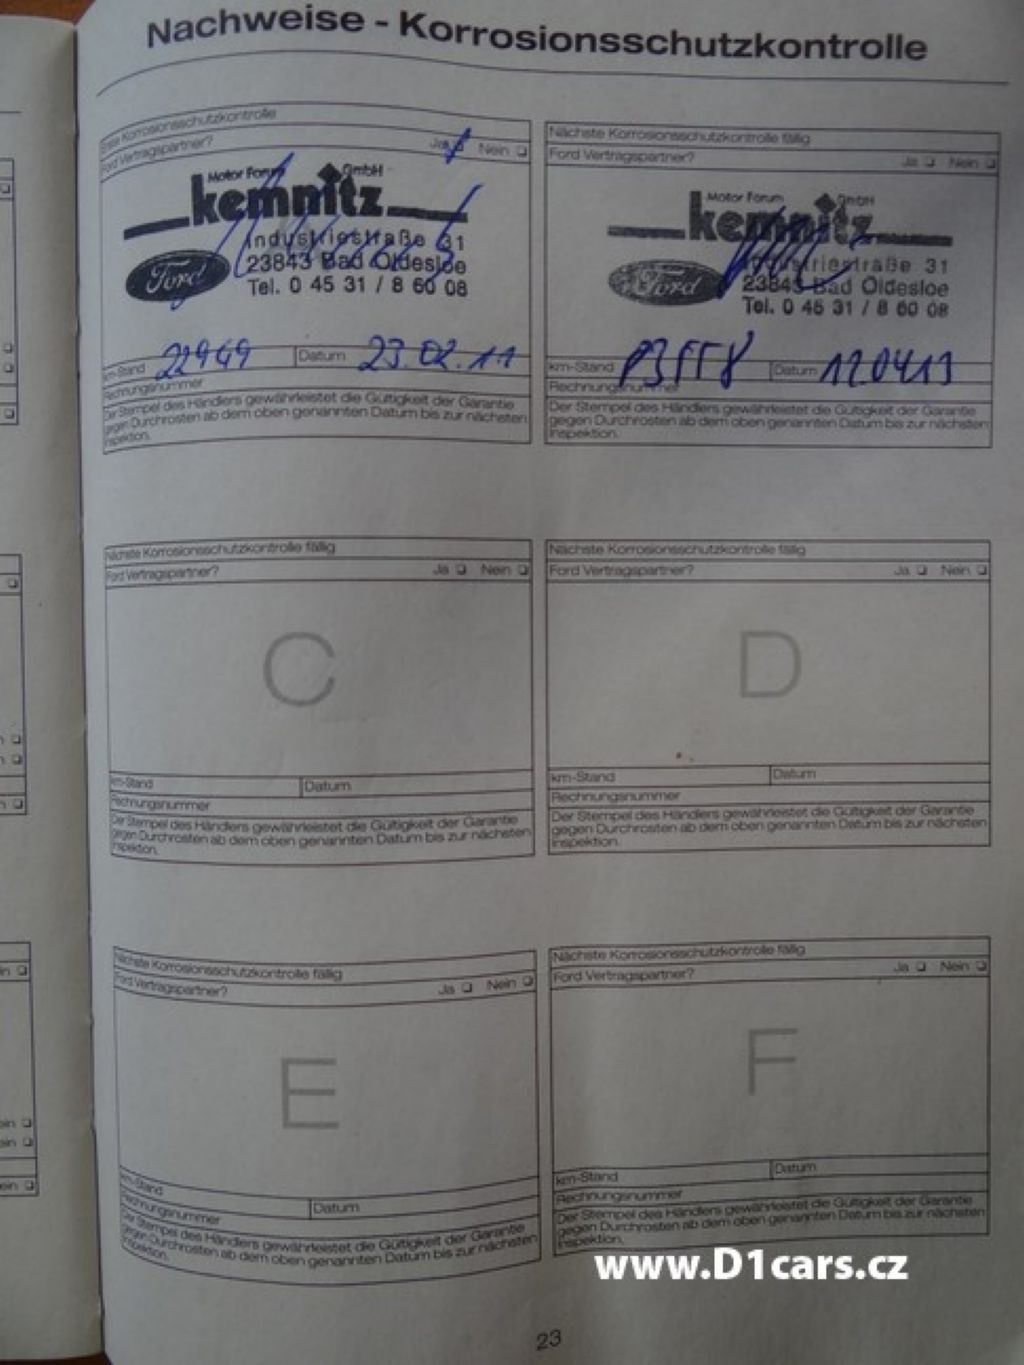 Nachweise - Korrosionsschutzkontrolle
Erste Korrosionsschutzkontrolle
Ford Vertragspartner? Ja Nein
Motor Forum GmbH
kemnitz
Ford
Industriestraße 31
23843 Bad Oldesloe
Tel. 0 45 31 / 8 60 08
km-Stand 22949 Datum 23.02.11
Rechnungsnummer
Der Stempel des Händlers gewährleistet die Gültigkeit der Garantie
gegen Durchrosten ab dem oben genannten Datum bis zur nächsten
Inspektion.
Nächste Korrosionsschutzkontrolle fällig
Ford Vertragspartner? Ja Nein
Motor Forum GmbH
kemnitz
Ford
Industriestraße 31
23843 Bad Oldesloe
Tel. 0 45 31 / 8 60 08
km-Stand Datum 120413
Rechnungsnummer
Der Stempel des Händlers gewährleistet die Gültigkeit der Garantie
gegen Durchrosten ab dem oben genannten Datum bis zur nächsten
Inspektion.
Nächste Korrosionsschutzkontrolle fällig
Ford Vertragspartner? Ja Nein
C
km-Stand Datum
Rechnungsnummer
Der Stempel des Händlers gewährleistet die Gültigkeit der Garantie
gegen Durchrosten ab dem oben genannten Datum bis zur nächsten
Inspektion.
Nächste Korrosionsschutzkontrolle fällig
Ford Vertragspartner? Ja Nein
D
km-Stand Datum
Rechnungsnummer
Der Stempel des Händlers gewährleistet die Gültigkeit der Garantie
gegen Durchrosten ab dem oben genannten Datum bis zur nächsten
Inspektion.
Nächste Korrosionsschutzkontrolle fällig
Ford Vertragspartner? Ja Nein
E
km-Stand Datum
Rechnungsnummer
Der Stempel des Händlers gewährleistet die Gültigkeit der Garantie
gegen Durchrosten ab dem oben genannten Datum bis zur nächsten
Inspektion.
Nächste Korrosionsschutzkontrolle fällig
Ford Vertragspartner? Ja Nein
F
km-Stand Datum
Rechnungsnummer
Der Stempel des Händlers gewährleistet die Gültigkeit der Garantie
gegen Durchrosten ab dem oben genannten Datum bis zur nächsten
Inspektion.
www.D1cars.cz
23